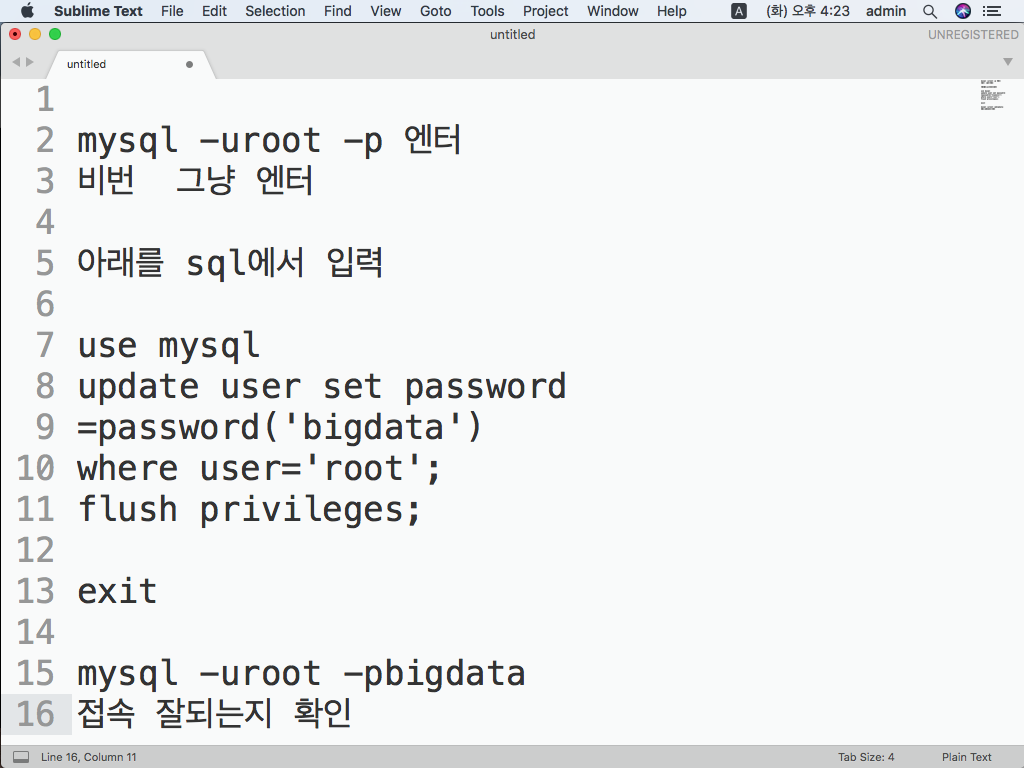 Sublime Text File Edit Selection Find View Goto Tools Project Window Help A (화) 오후 4:23 admin
untitled UNREGISTERED
untitled
1
2 mysql -uroot -p 엔터
3 비번  그냥 엔터
4
5 아래를 sql에서 입력
6
7 use mysql
8 update user set password
9 =password('bigdata')
10 where user='root';
11 flush privileges;
12
13 exit
14
15 mysql -uroot -pbigdata
16 접속 잘되는지 확인
Line 16, Column 11 Tab Size: 4 Plain Text